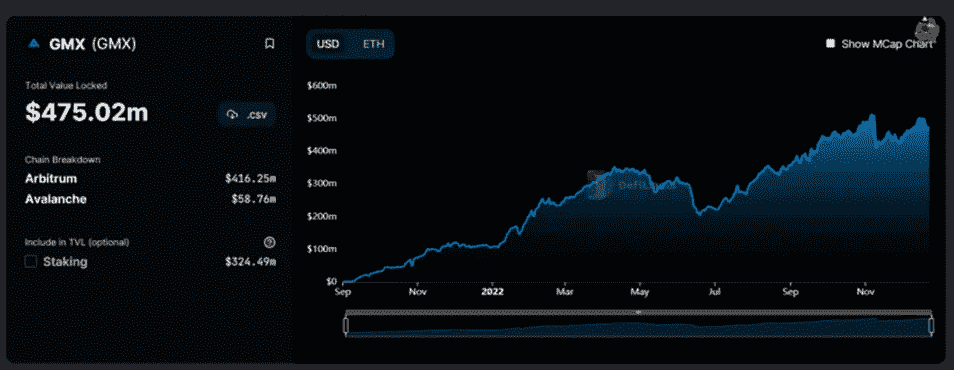 GMX (GMX)
Total Value Locked
$475.02m
.csv
Chain Breakdown
Arbitrum $416.25m
Avalanche $58.76m
Include in TVL (optional)
Staking $324.49m
USD ETH
Show MCap Chart
$600m
$500m
$400m
$300m
$200m
$100m
$0
Sep Nov 2022 Mar May Jul Sep Nov